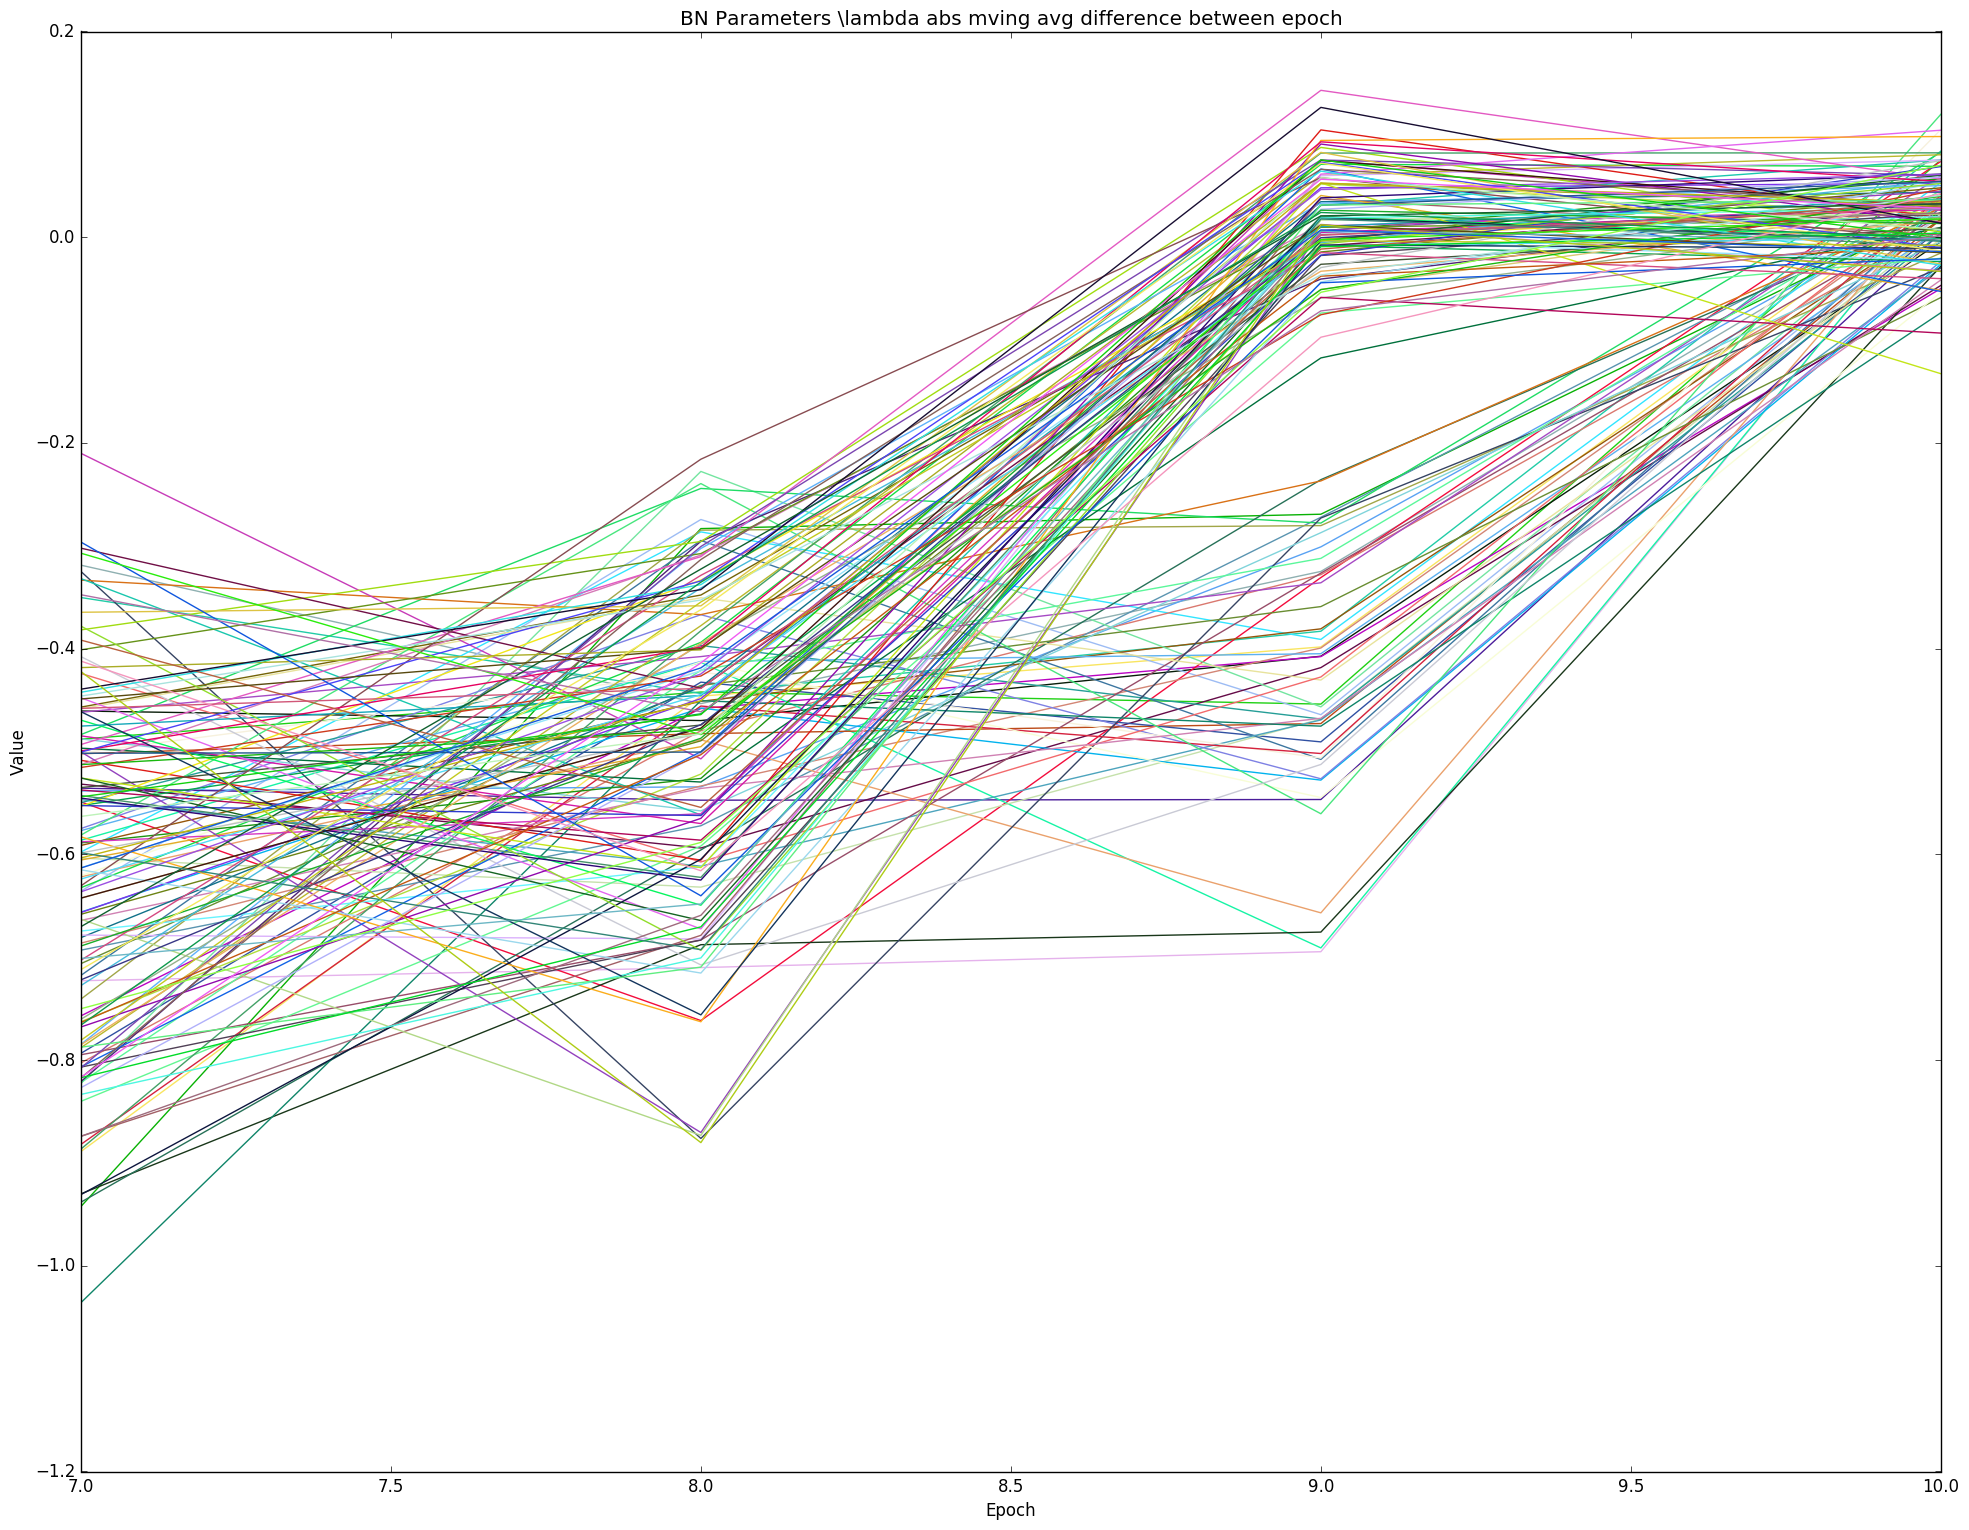 BN Parameters \lambda abs mving avg difference between epoch
0.2
0.0
−0.2
−0.4
−0.6
−0.8
−1.0
−1.2
Value
7.0 7.5 8.0 8.5 9.0 9.5 10.0
Epoch